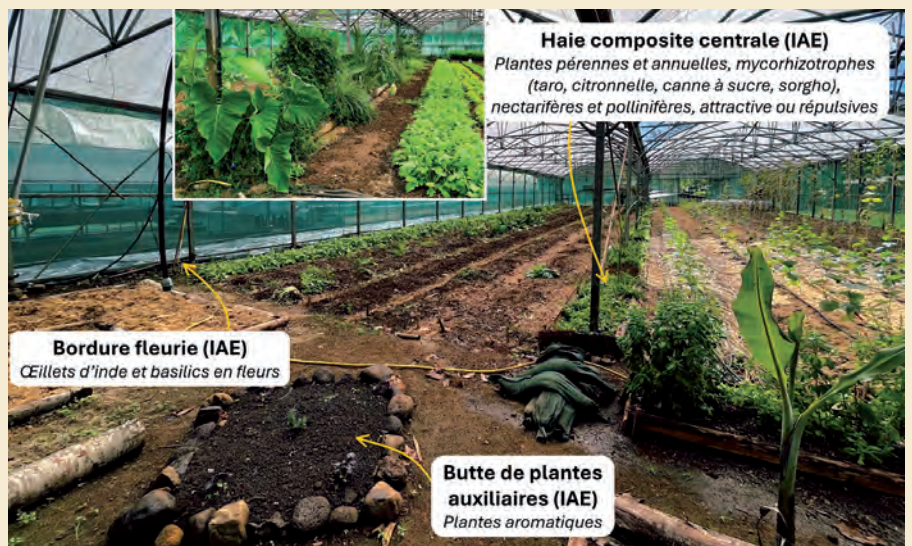 Haie composite centrale (IAE)
Plantes pérennes et annuelles, mycorhizotrophes
(taro, citronnelle, canne à sucre, sorgho),
nectarifères et pollinifères, attractive ou répulsives
Bordure fleurie (IAE)
Œillets d'inde et basilics en fleurs
Butte de plantes
auxiliaires (IAE)
Plantes aromatiques